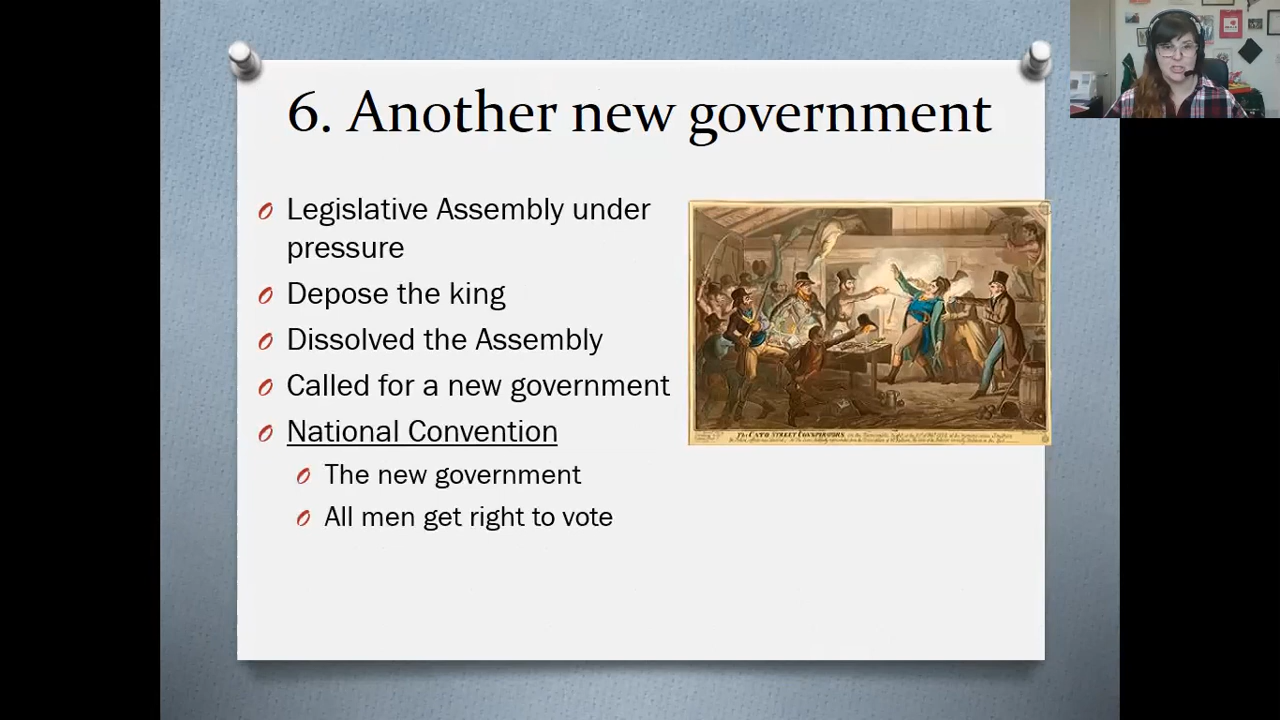 6. Another new government
Legislative Assembly under
pressure
Depose the king
Dissolved the Assembly
Called for a new government
National Convention
The new government
All men get right to vote
The CATO STREET CONSPIRATORS